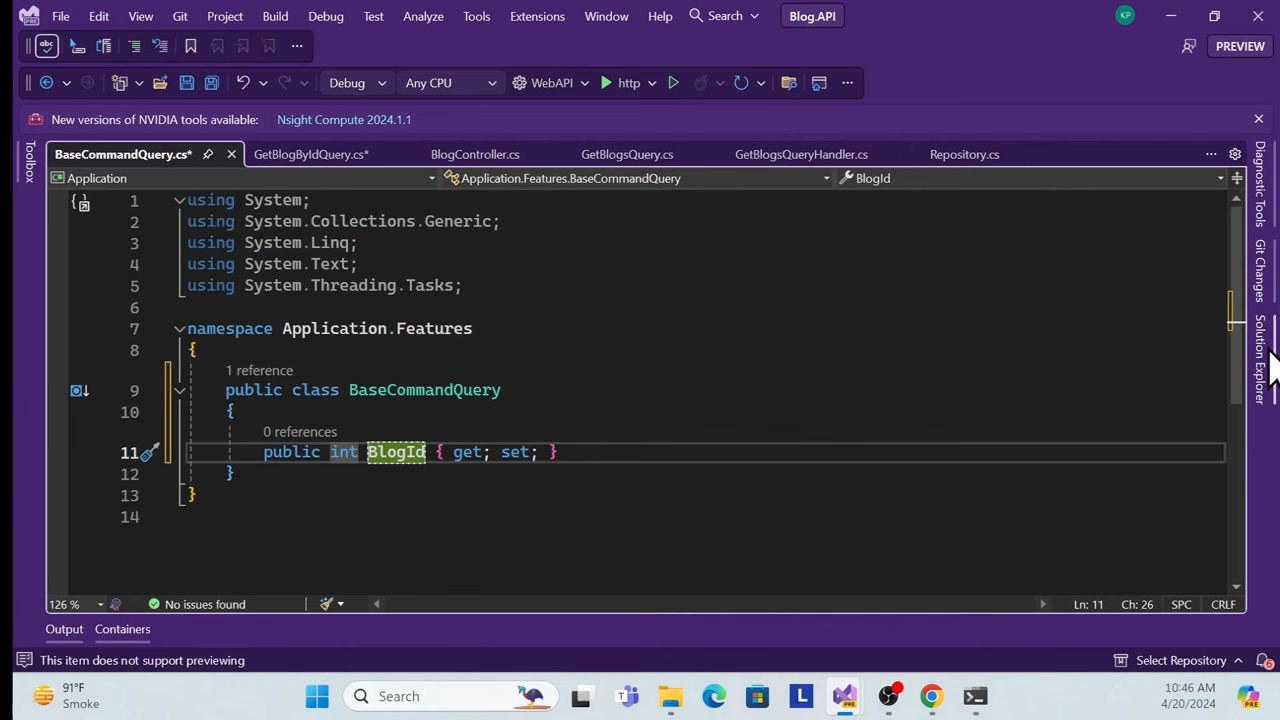 File Edit View Git Project Build Debug Test Analyze Tools Extensions Window Help Search Blog.API KP
PREVIEW
Debug Any CPU WebAPI http
New versions of NVIDIA tools available: Nsight Compute 2024.1.1
Toolbox
BaseCommandQuery.cs* GetBlogByIdQuery.cs* BlogController.cs GetBlogsQuery.cs GetBlogsQueryHandler.cs Repository.cs
Application Application.Features.BaseCommandQuery BlogId
1 using System;
2 using System.Collections.Generic;
3 using System.Linq;
4 using System.Text;
5 using System.Threading.Tasks;
6
7 namespace Application.Features
8 {
1 reference
9 public class BaseCommandQuery
10 {
0 references
11 public int BlogId { get; set; }
12 }
13 }
14
Diagnostic Tools
Git Changes
Solution Explorer
126 % No issues found Ln: 11 Ch: 26 SPC CRLF
Output Containers
This item does not support previewing Select Repository 6
91°F
Smoke
Search
PRE
10:46 AM
4/20/2024
PRE